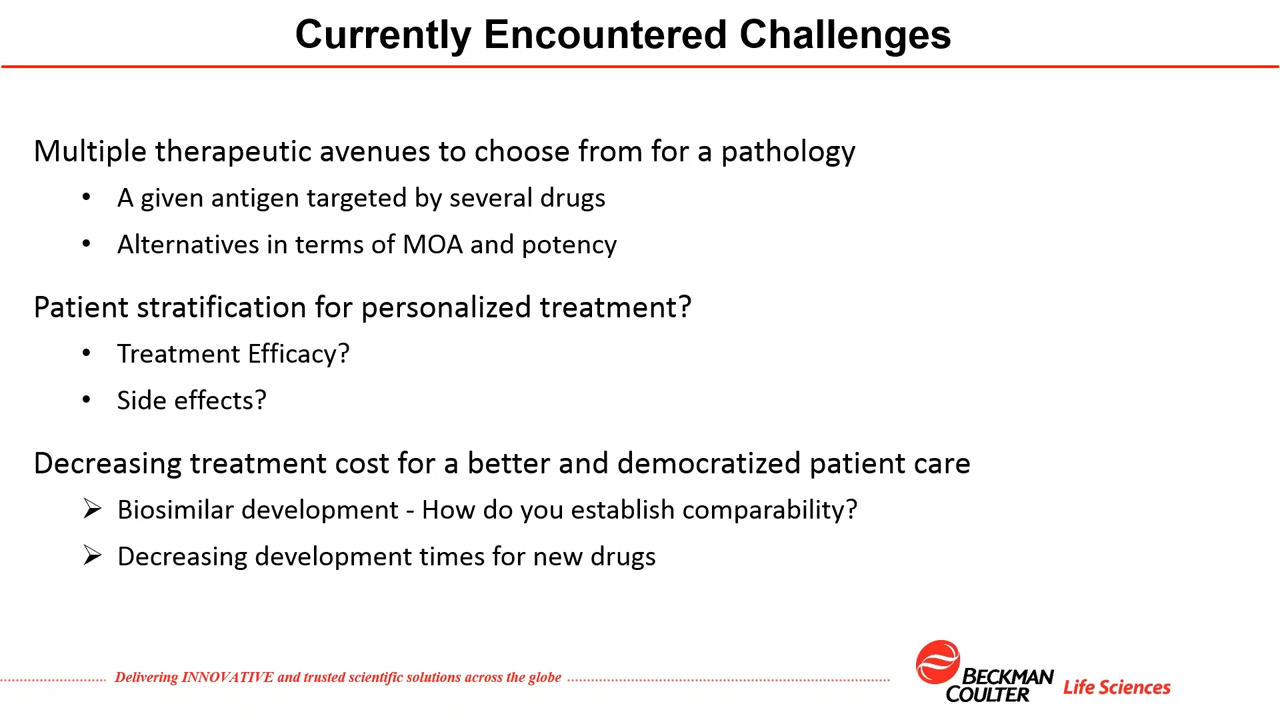 Currently Encountered Challenges
Multiple therapeutic avenues to choose from for a pathology
• A given antigen targeted by several drugs
• Alternatives in terms of MOA and potency
Patient stratification for personalized treatment?
• Treatment Efficacy?
• Side effects?
Decreasing treatment cost for a better and democratized patient care
➢ Biosimilar development - How do you establish comparability?
➢ Decreasing development times for new drugs
Delivering INNOVATIVE and trusted scientific solutions across the globe
BECKMAN
COULTER
Life Sciences